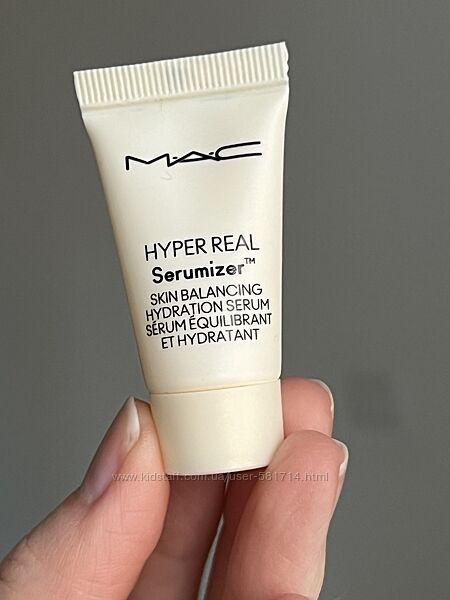 M·A·C
HYPER REAL
Serumizer™
SKIN BALANCING
HYDRATION SERUM
SÉRUM ÉQUILIBRANT
ET HYDRATANT
www.kidstaff.com.ua/user-581714.html